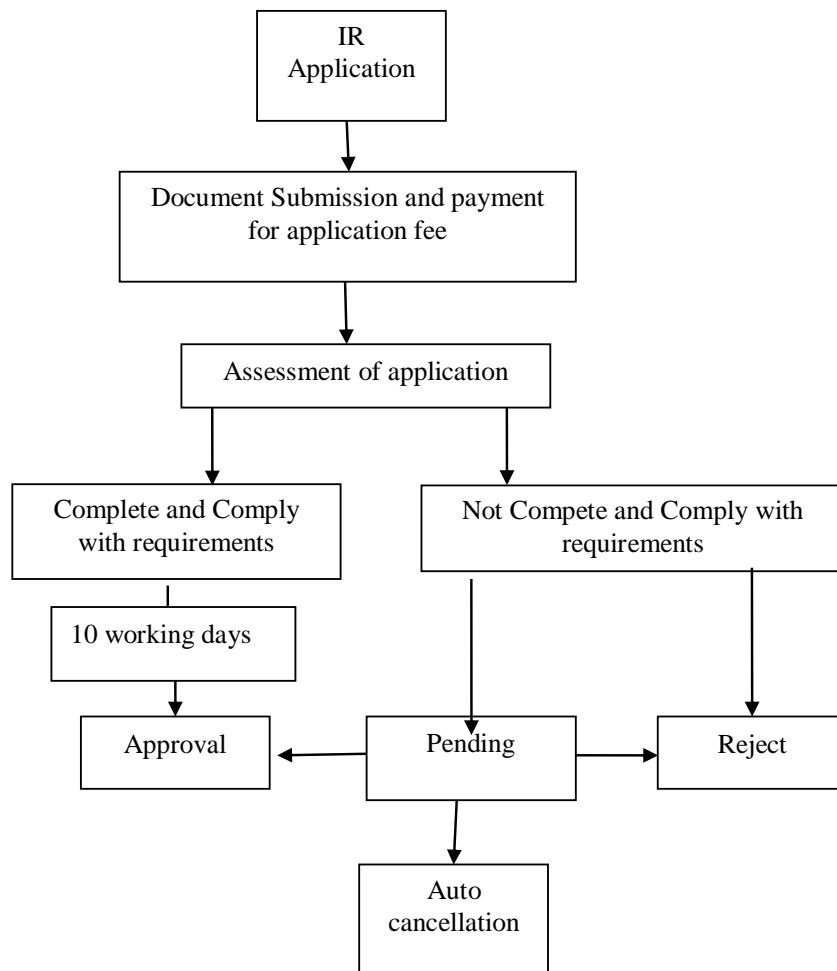 IR
Application
Document Submission and payment
for application fee
Assessment of application
Complete and Comply
with requirements
Not Compete and Comply with
requirements
10 working days
Approval
Pending
Reject
Auto
cancellation